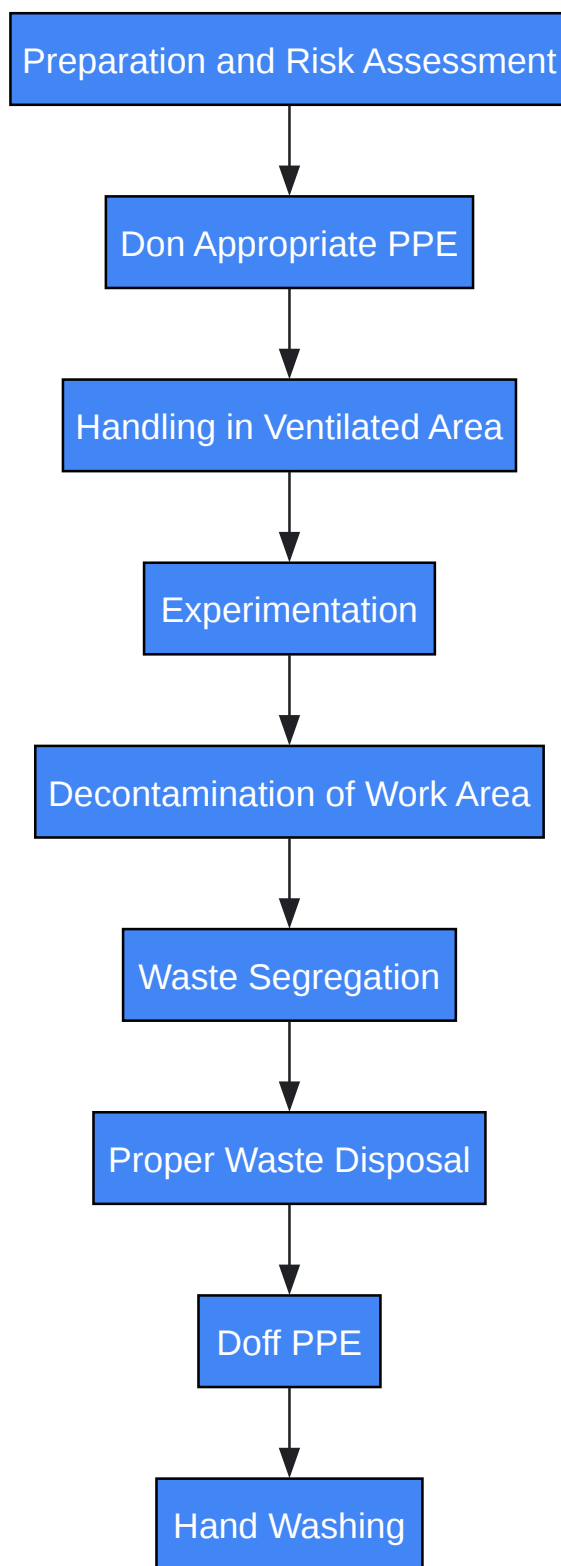 Preparation and Risk Assessment
Don Appropriate PPE
Handling in Ventilated Area
Experimentation
Decontamination of Work Area
Waste Segregation
Proper Waste Disposal
Doff PPE
Hand Washing